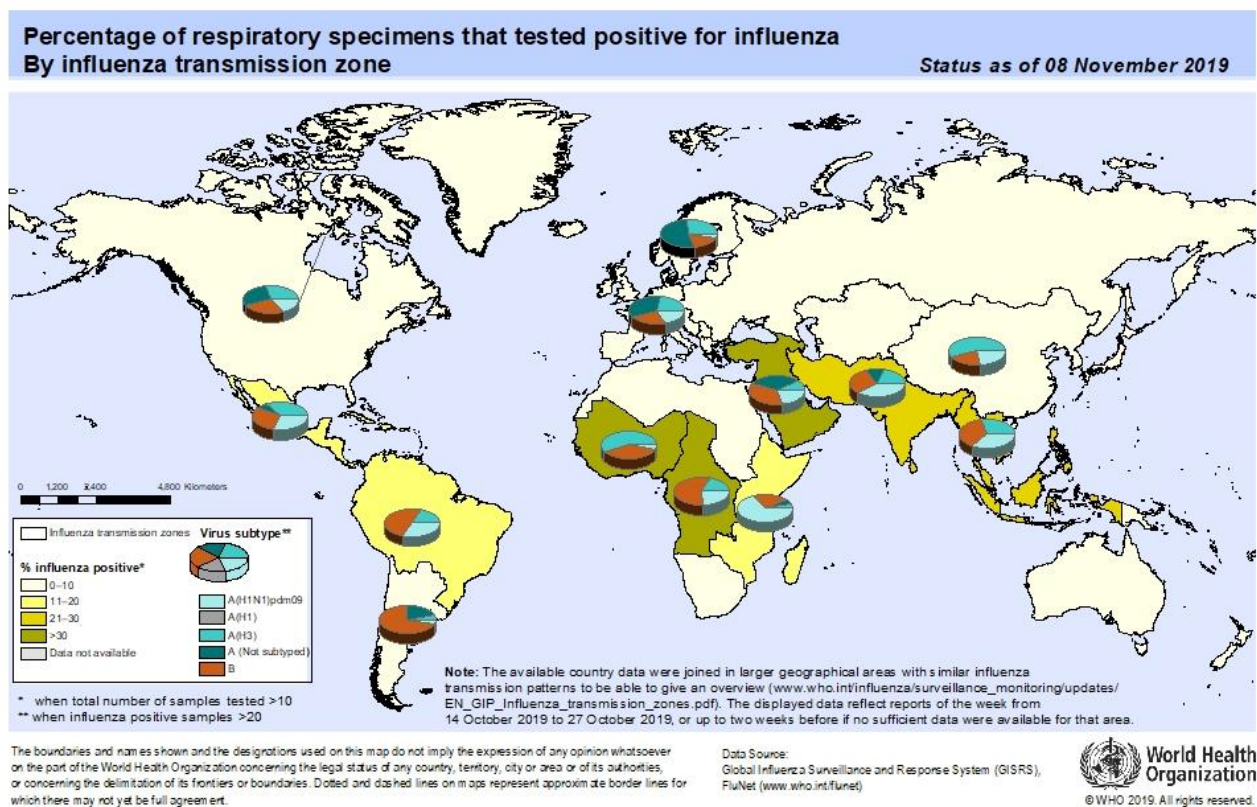 Percentage of respiratory specimens that tested positive for influenza
By influenza transmission zone
Status as of 08 November 2019
0 1,200 2,400 4,800 Kilometers
Influenza transmission zones
Virus subtype**
% influenza positive*
0–10
11–20
21–30
>30
Data not available
A(H1N1)pdm09
A(H1)
A(H3)
A (Not subtyped)
B
* when total number of samples tested >10
** when influenza positive samples >20
Note: The available country data were joined in larger geographical areas with similar influenza
transmission patterns to be able to give an overview (www.who.int/influenza/surveillance_monitoring/updates/
EN_GIP_Influenza_transmission_zones.pdf). The displayed data reflect reports of the week from
14 October 2019 to 27 October 2019, or up to two weeks before if no sufficient data were available for that area.
The boundaries and names shown and the designations used on this map do not imply the expression of any opinion whatsoever
on the part of the World Health Organization concerning the legal status of any country, territory, city or area or of its authorities,
or concerning the delimitation of its frontiers or boundaries. Dotted and dashed lines on maps represent approximate border lines for
which there may not yet be full agreement.
Data Source:
Global Influenza Surveillance and Response System (GISRS),
FluNet (www.who.int/flunet)
World Health
Organization
© WHO 2019. All rights reserved.